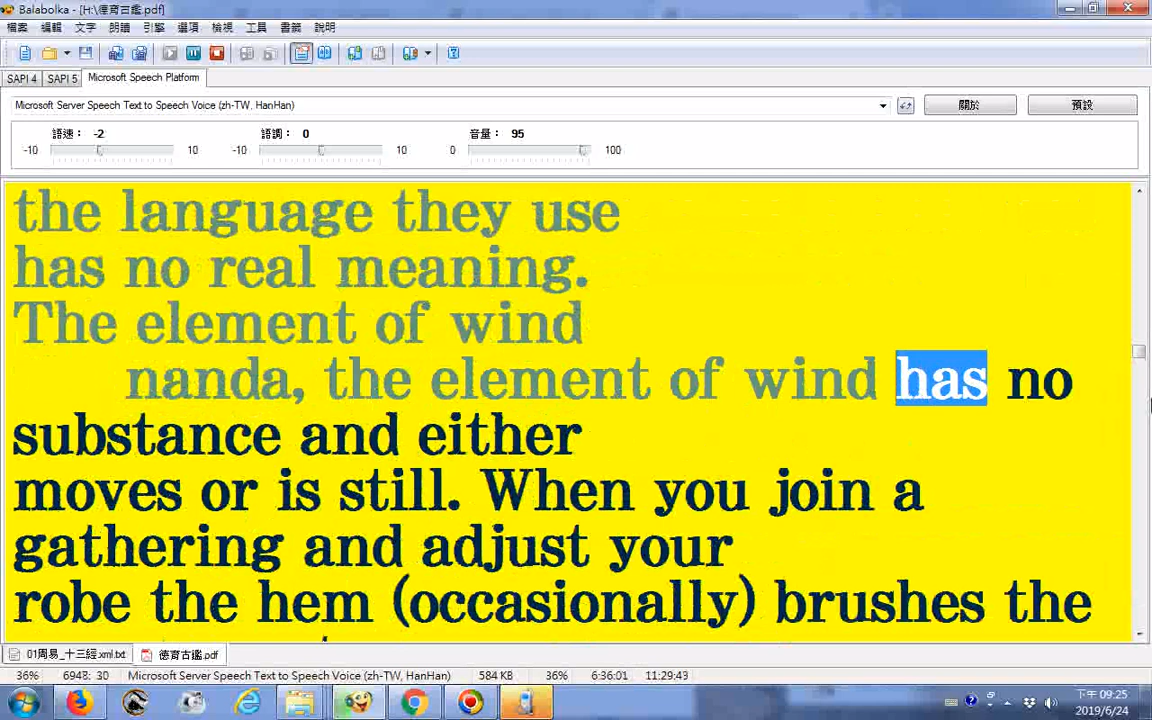 Balabolka - [H:\德育古鑑.pdf]
檔案 編輯 文字 朗讀 引擎 選項 檢視 工具 書籤 說明
SAPI 4 SAPI 5 Microsoft Speech Platform
Microsoft Server Speech Text to Speech Voice (zh-TW, HanHan) 關於 預設
語速： -2 語調： 0 音量： 95
-10 10 -10 10 0 100
the language they use
has no real meaning.
The element of wind
nanda, the element of wind has no
substance and either
moves or is still. When you join a
gathering and adjust your
robe the hem (occasionally) brushes the
01周易_十三經.xml.txt 德育古鑑.pdf
36% 6948: 30 Microsoft Server Speech Text to Speech Voice (zh-TW, HanHan) 584 KB 36% 6:36:01 11:29:43
下午 09:25
2019/6/24